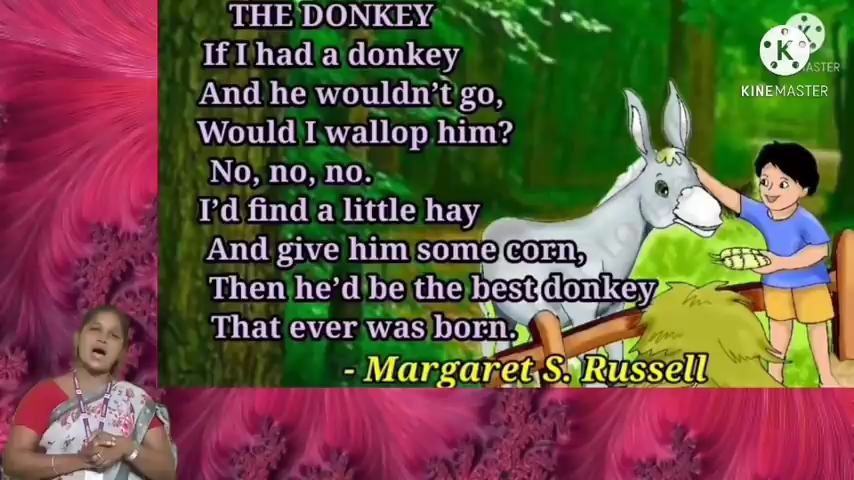 THE DONKEY
If I had a donkey
And he wouldn't go,
Would I wallop him?
No, no, no.
I'd find a little hay
And give him some corn,
Then he'd be the best donkey
That ever was born.
- Margaret S. Russell
K
MASTER
K
KINEMASTER